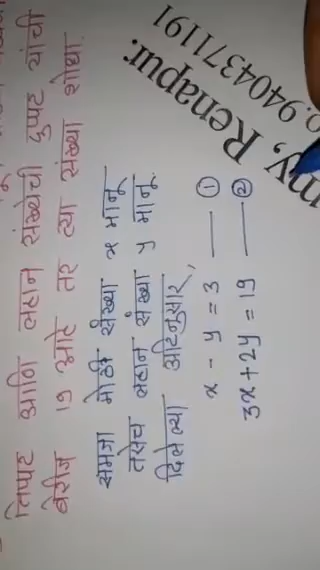 तिप्पट आणि लहान संख्येची दुप्पट यांची
बेरीज 19 आहे तर त्या संख्या शोधा.
समजा मोठी संख्या x मानू
तसेच लहान संख्या y मानू.
दिलेल्या अटिनुसार,
x - y = 3 —— ①
3x + 2y = 19 —— ②
my, Renapur.
o.9404371191